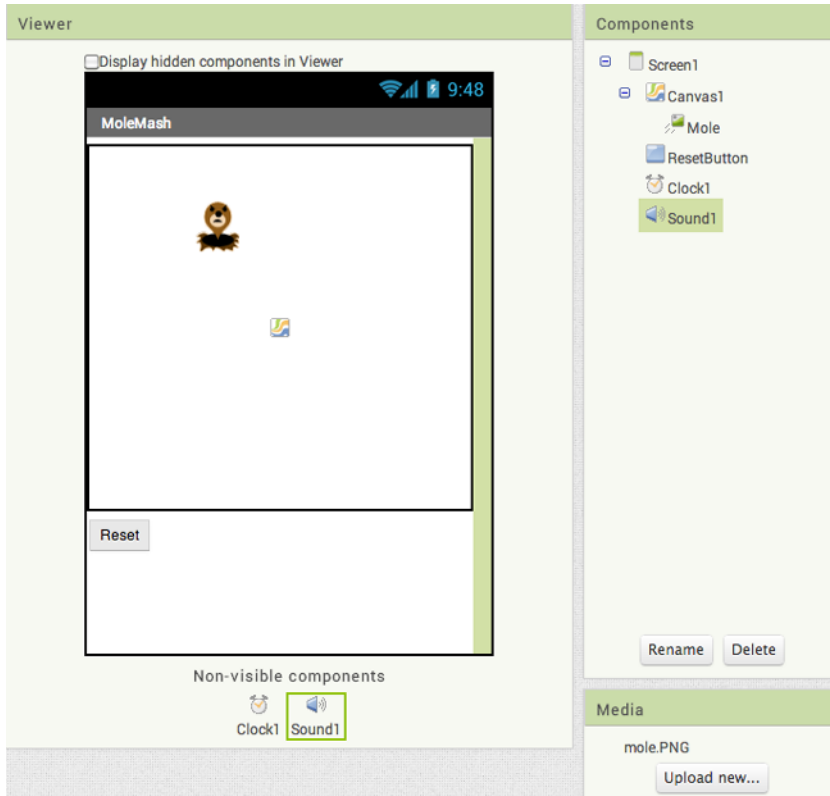 Viewer
Display hidden components in Viewer
9:48
MoleMash
Reset
Non-visible components
Clock1 Sound1
Components
Screen1
Canvas1
Mole
ResetButton
Clock1
Sound1
Rename Delete
Media
mole.PNG
Upload new...